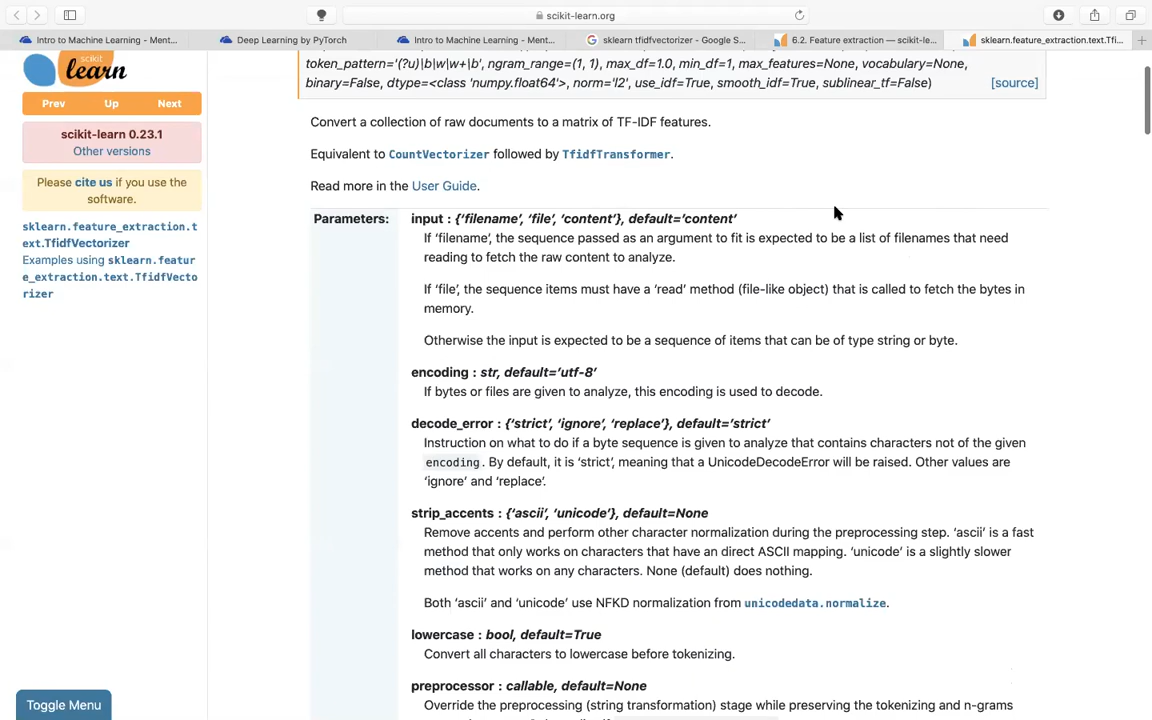 scikit-learn.org
Intro to Machine Learning - Ment...
Deep Learning by PyTorch
Intro to Machine Learning - Ment...
sklearn tfidfvectorizer - Google S...
6.2. Feature extraction — scikit-le...
sklearn.feature_extraction.text.Tfi...
scikit
learn
Prev Up Next
scikit-learn 0.23.1
Other versions
Please cite us if you use the
software.
sklearn.feature_extraction.t
ext.TfidfVectorizer
Examples using sklearn.featur
e_extraction.text.TfidfVecto
rizer
Toggle Menu
token_pattern='(?u)\b\w\w+\b', ngram_range=(1, 1), max_df=1.0, min_df=1, max_features=None, vocabulary=None,
binary=False, dtype=<class 'numpy.float64'>, norm='l2', use_idf=True, smooth_idf=True, sublinear_tf=False) [source]
Convert a collection of raw documents to a matrix of TF-IDF features.
Equivalent to CountVectorizer followed by TfidfTransformer.
Read more in the User Guide.
Parameters: input : {'filename', 'file', 'content'}, default='content'
If 'filename', the sequence passed as an argument to fit is expected to be a list of filenames that need
reading to fetch the raw content to analyze.
If 'file', the sequence items must have a 'read' method (file-like object) that is called to fetch the bytes in
memory.
Otherwise the input is expected to be a sequence of items that can be of type string or byte.
encoding : str, default='utf-8'
If bytes or files are given to analyze, this encoding is used to decode.
decode_error : {'strict', 'ignore', 'replace'}, default='strict'
Instruction on what to do if a byte sequence is given to analyze that contains characters not of the given
encoding. By default, it is 'strict', meaning that a UnicodeDecodeError will be raised. Other values are
'ignore' and 'replace'.
strip_accents : {'ascii', 'unicode'}, default=None
Remove accents and perform other character normalization during the preprocessing step. 'ascii' is a fast
method that only works on characters that have an direct ASCII mapping. 'unicode' is a slightly slower
method that works on any characters. None (default) does nothing.
Both 'ascii' and 'unicode' use NFKD normalization from unicodedata.normalize.
lowercase : bool, default=True
Convert all characters to lowercase before tokenizing.
preprocessor : callable, default=None
Override the preprocessing (string transformation) stage while preserving the tokenizing and n-grams